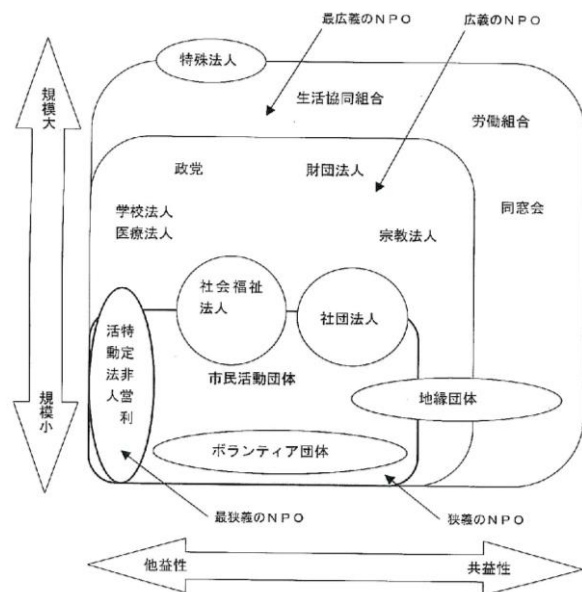 最広義のNPO
広義のNPO
特殊法人
生活協同組合
労働組合
規模大
政党
財団法人
同窓会
学校法人
医療法人
宗教法人
社会福祉
法人
社団法人
特定非営利
活動法人
市民活動団体
地縁団体
規模小
ボランティア団体
最狭義のNPO
狭義のNPO
他益性
共益性